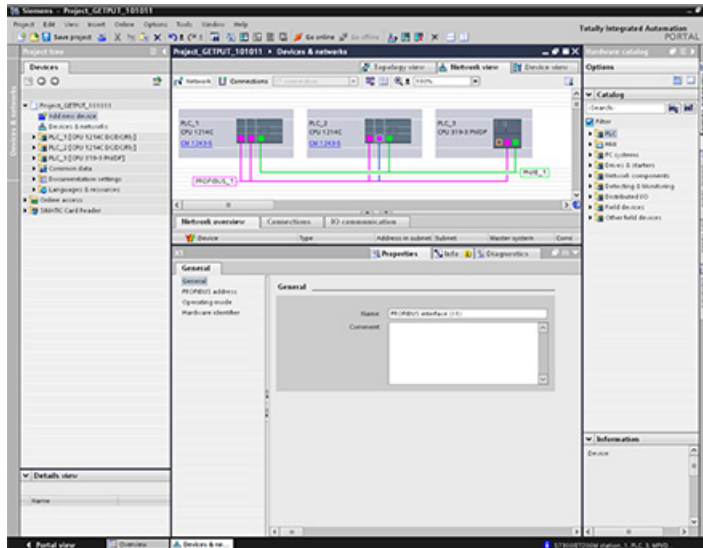 Siemens - Project_GETPUT_101011
Project Edit View Insert Online Options Tools Window Help
Totally Integrated Automation
PORTAL
Save project
Go online
Go offline
Project tree
Project_GETPUT_101011 ▸ Devices & networks
Hardware catalog
Devices
Topology view
Network view
Device view
Options
Network
Connections
100%
Catalog
<Search>
Filter
Project_GETPUT_101011
Add new device
Devices & networks
PLC_1 [CPU 1214C DC/DC/DC]
PLC_2 [CPU 1214C DC/DC/DC]
PLC_3 [CPU 319-3 PN/DP]
Common data
Documentation settings
Languages & resources
Online access
SIMATIC Card Reader
PLC_1
CPU 1214C
CM 1243-5
PLC_2
CPU 1214C
CM 1243-5
PLC_3
CPU 319-3 PN/DP
PROFIBUS_1
PN/IE_1
PLC
HMI
PC systems
Drives & starters
Network components
Detecting & Monitoring
Distributed I/O
Field devices
Other field devices
Network overview
Connections
IO communication
Device
Type
Address in subnet
Subnet
Master system
Properties
Info
Diagnostics
General
General
PROFIBUS address
Operating mode
Hardware identifier
General
Name
PROFIBUS interface (X1)
Comment
Information
Device
Details view
Name
Portal view
Overview
Devices & ne...